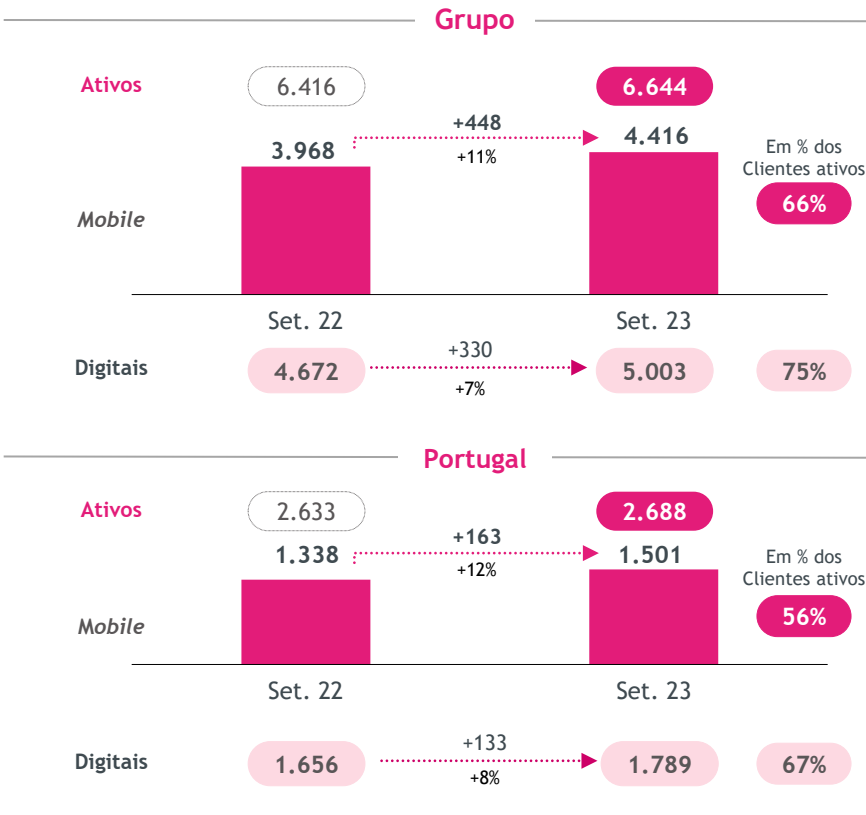 Grupo
Ativos 6.416 6.644
+448
3.968 4.416
+11%
Em % dos
Clientes ativos
66%
Mobile
Set. 22 Set. 23
+330
Digitais 4.672 5.003 75%
+7%
Portugal
Ativos 2.633 2.688
+163
1.338 1.501
+12%
Em % dos
Clientes ativos
56%
Mobile
Set. 22 Set. 23
+133
Digitais 1.656 1.789 67%
+8%